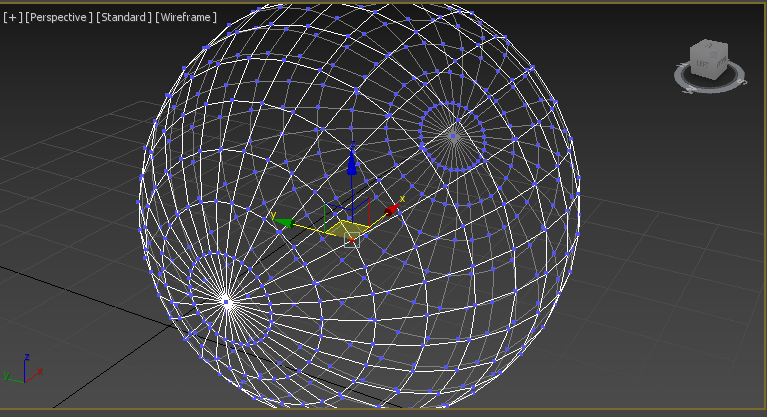 [+] [Perspective] [Standard] [Wireframe]
z
x
y
z
x
y